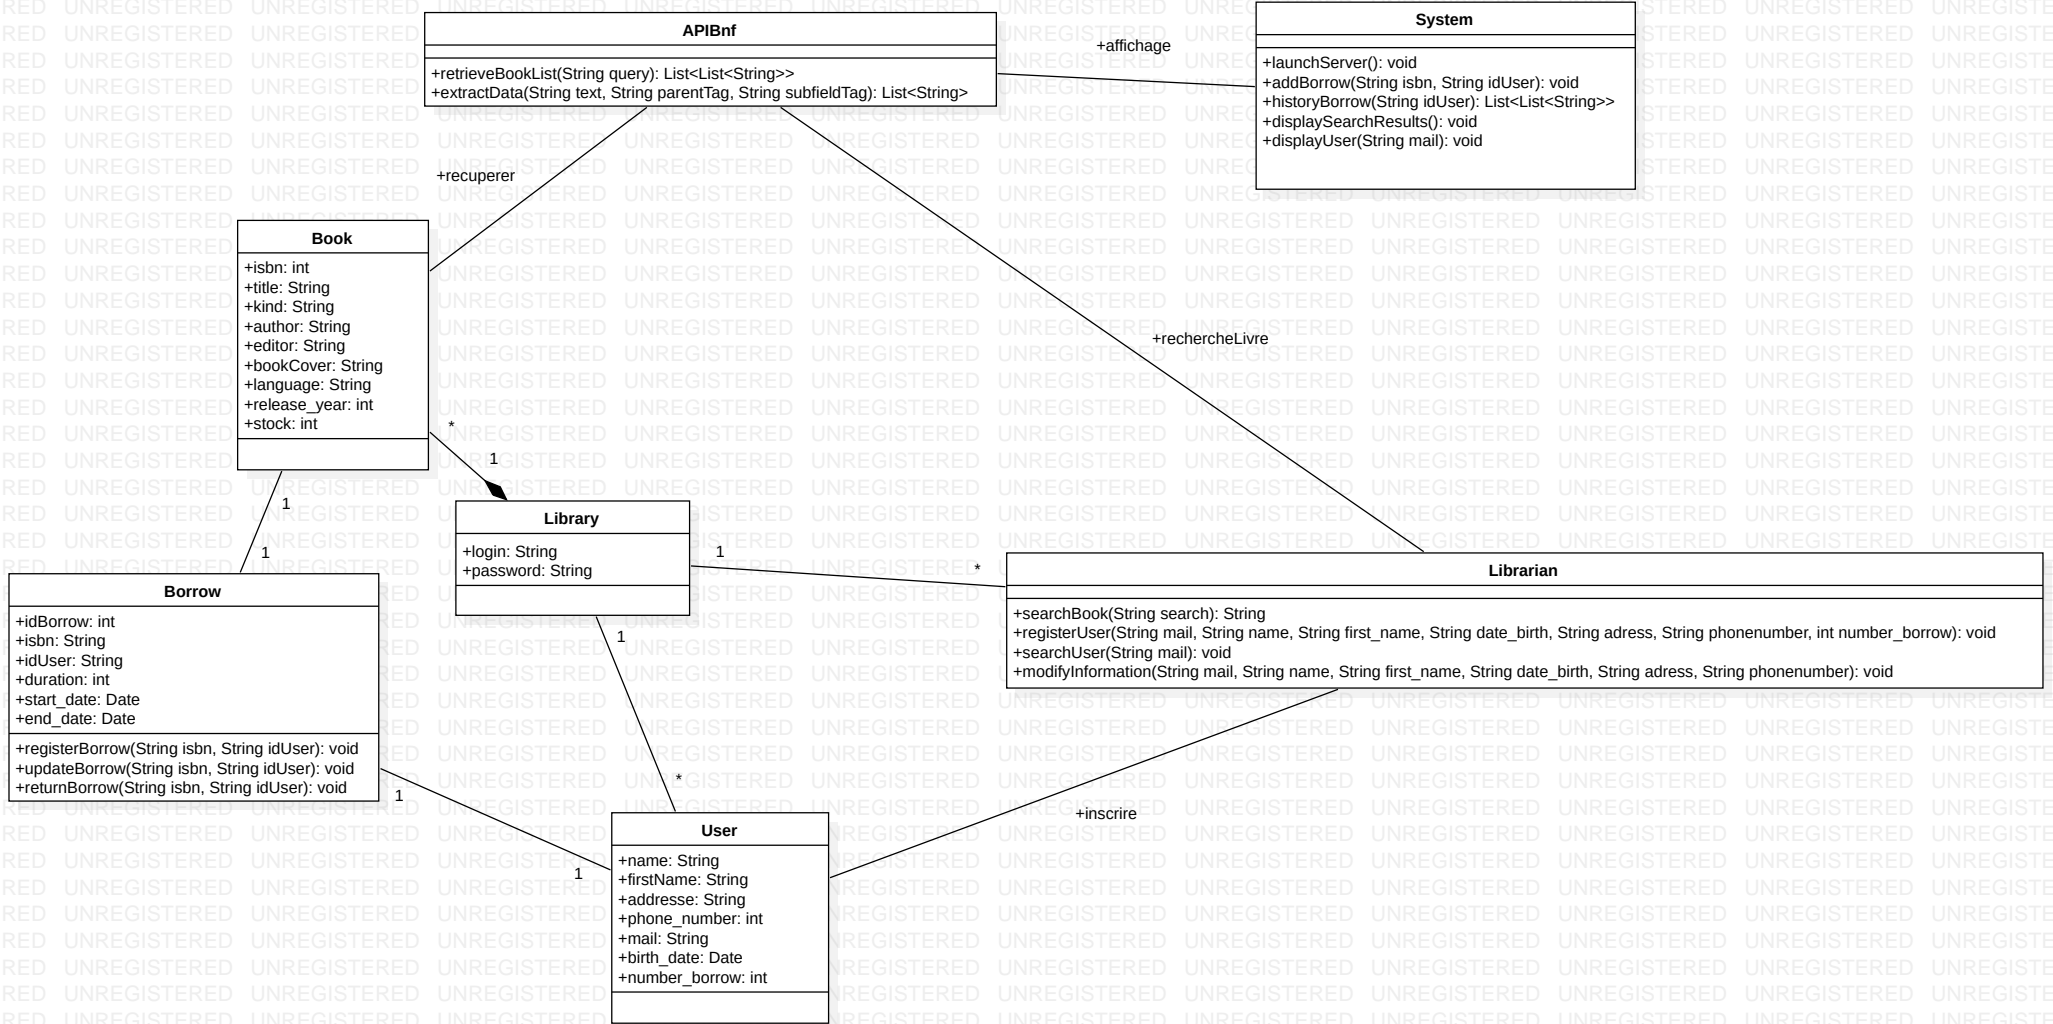 APIBnf
+retrieveBookList(String query): List<List<String>>
+extractData(String text, String parentTag, String subfieldTag): List<String>
+affichage
System
+launchServer(): void
+addBorrow(String isbn, String idUser): void
+historyBorrow(String idUser): List<List<String>>
+displaySearchResults(): void
+displayUser(String mail): void
+recuperer
Book
+isbn: int
+title: String
+kind: String
+author: String
+editor: String
+bookCover: String
+language: String
+release_year: int
+stock: int
+rechercheLivre
*
1
1
1
Library
+login: String
+password: String
1
*
1
*
Librarian
+searchBook(String search): String
+registerUser(String mail, String name, String first_name, String date_birth, String adress, String phonenumber, int number_borrow): void
+searchUser(String mail): void
+modifyInformation(String mail, String name, String first_name, String date_birth, String adress, String phonenumber): void
Borrow
+idBorrow: int
+isbn: String
+idUser: String
+duration: int
+start_date: Date
+end_date: Date
+registerBorrow(String isbn, String idUser): void
+updateBorrow(String isbn, String idUser): void
+returnBorrow(String isbn, String idUser): void
1
1
+inscrire
User
+name: String
+firstName: String
+addresse: String
+phone_number: int
+mail: String
+birth_date: Date
+number_borrow: int
UNREGISTERED